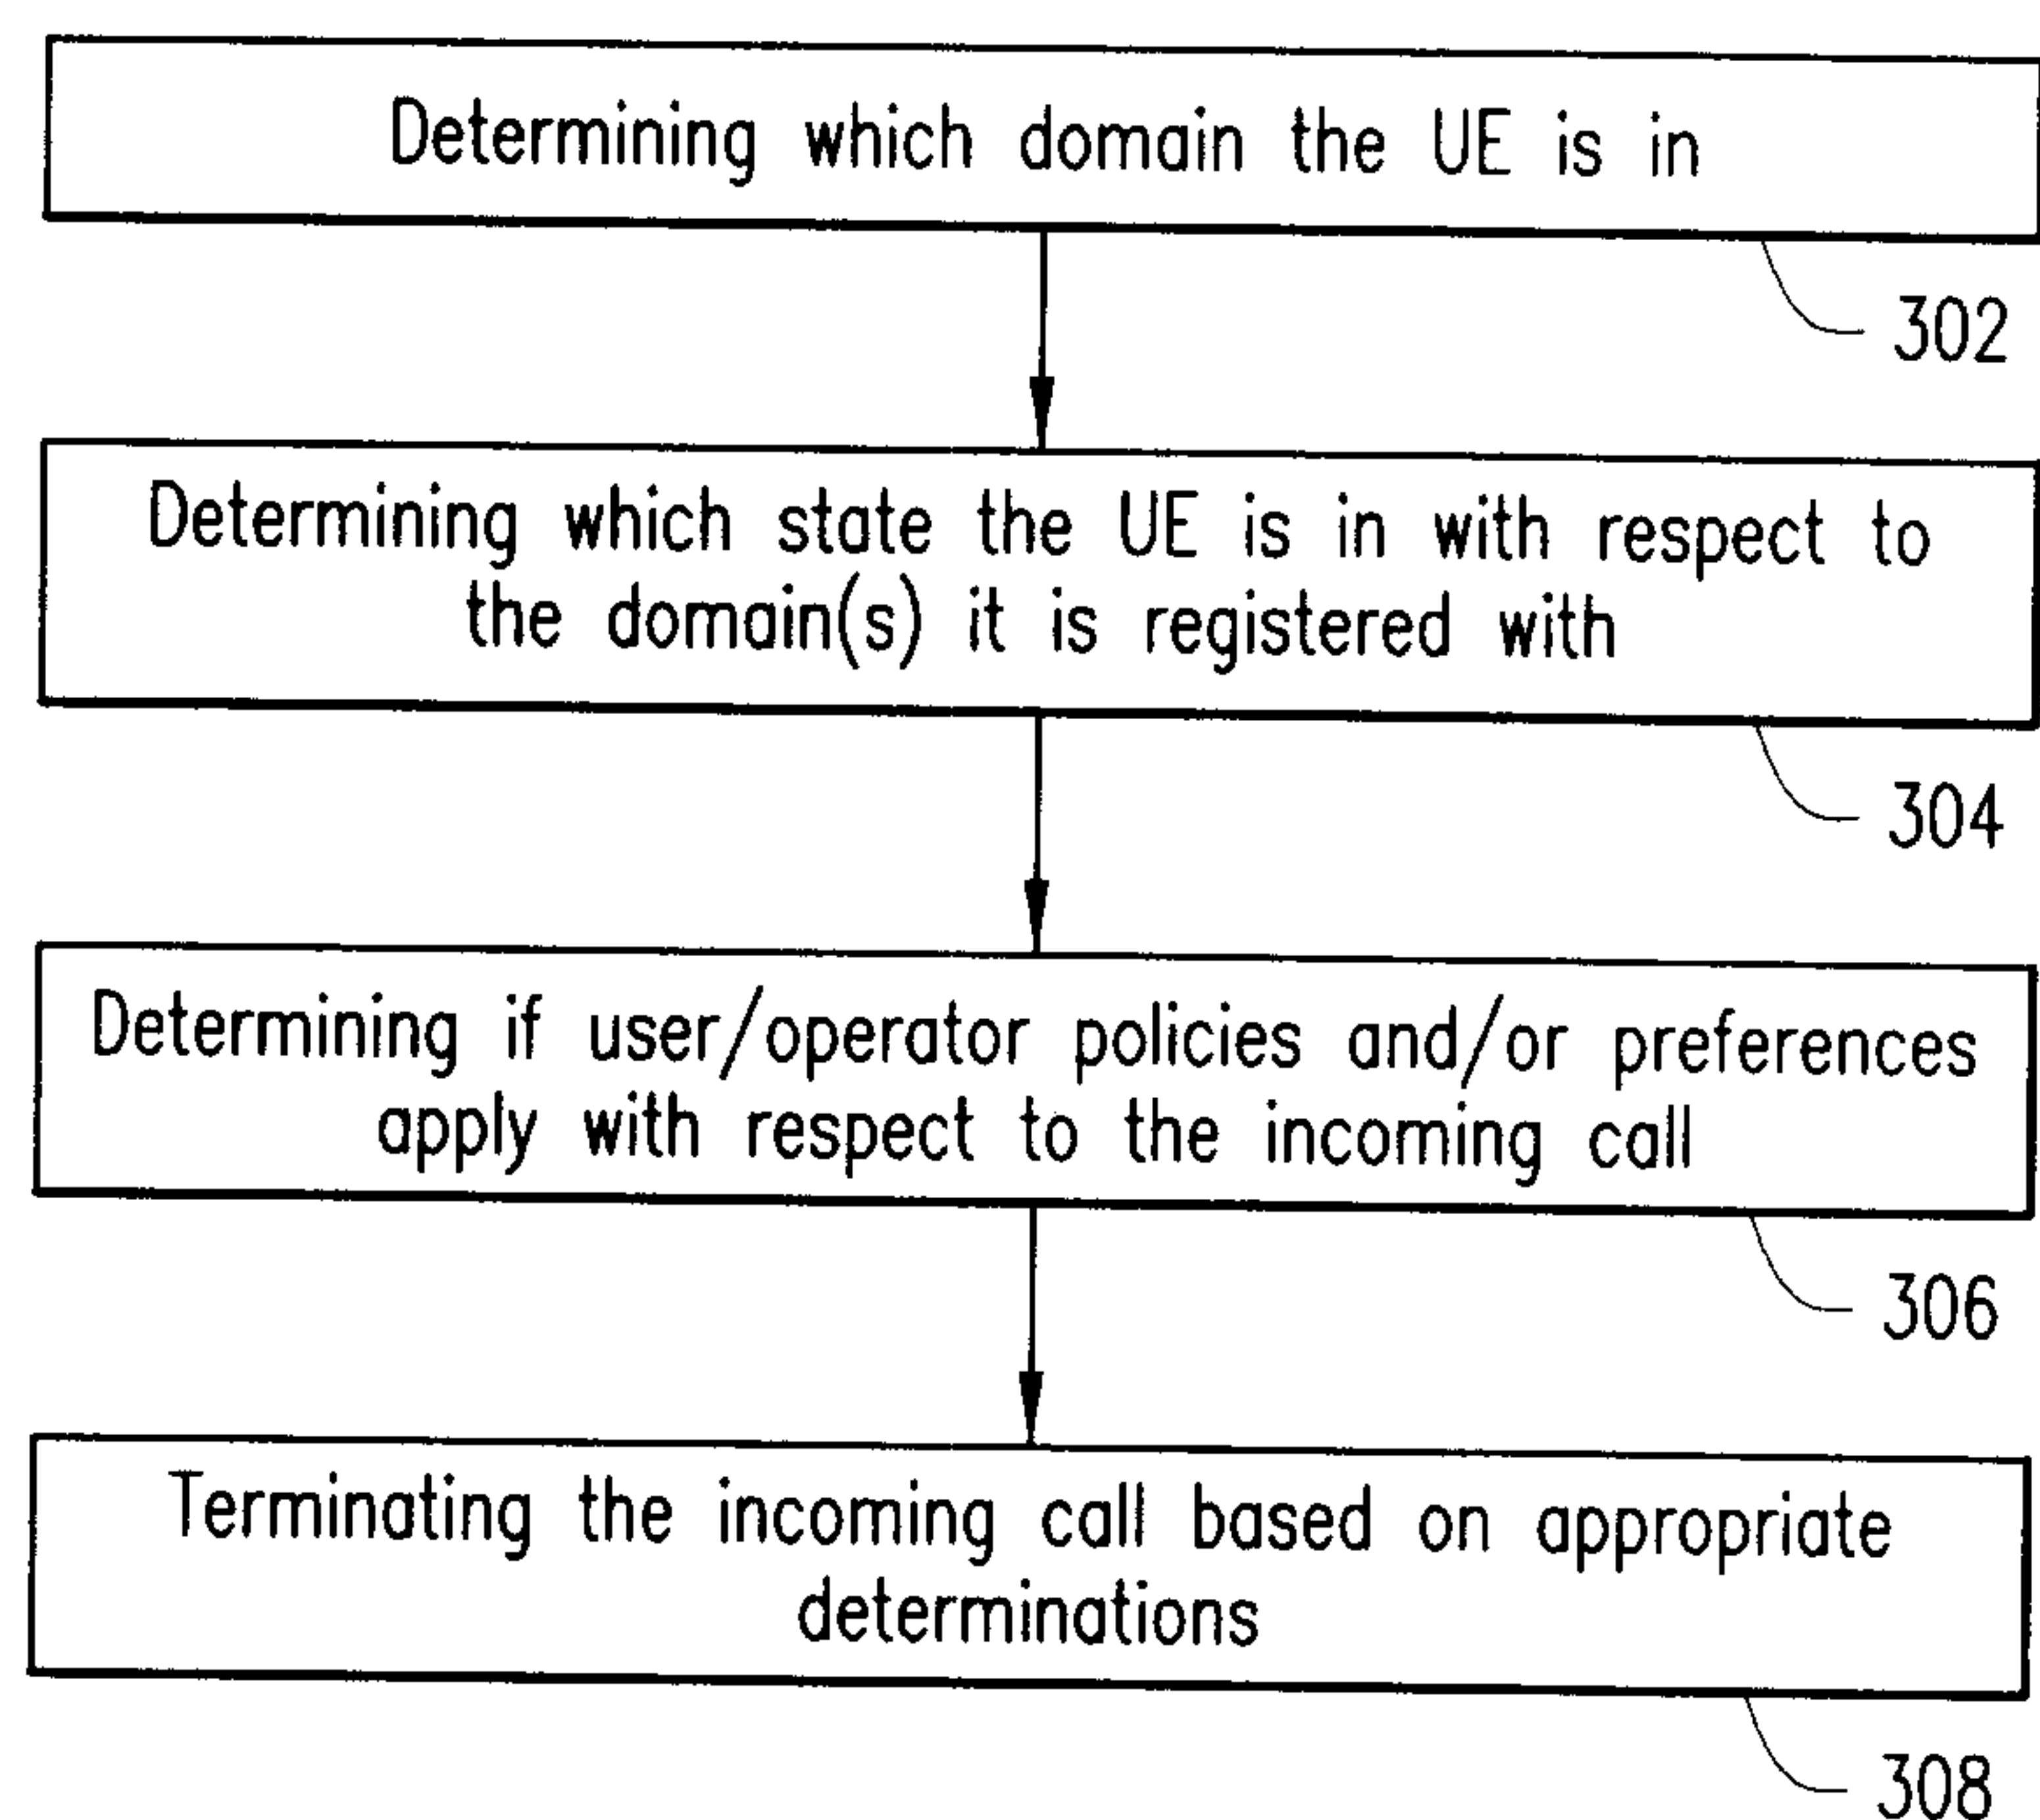 Determining which domain the UE is in
302
Determining which state the UE is in with respect to
the domain(s) it is registered with
304
Determining if user/operator policies and/or preferences
apply with respect to the incoming call
306
Terminating the incoming call based on appropriate
determinations
308